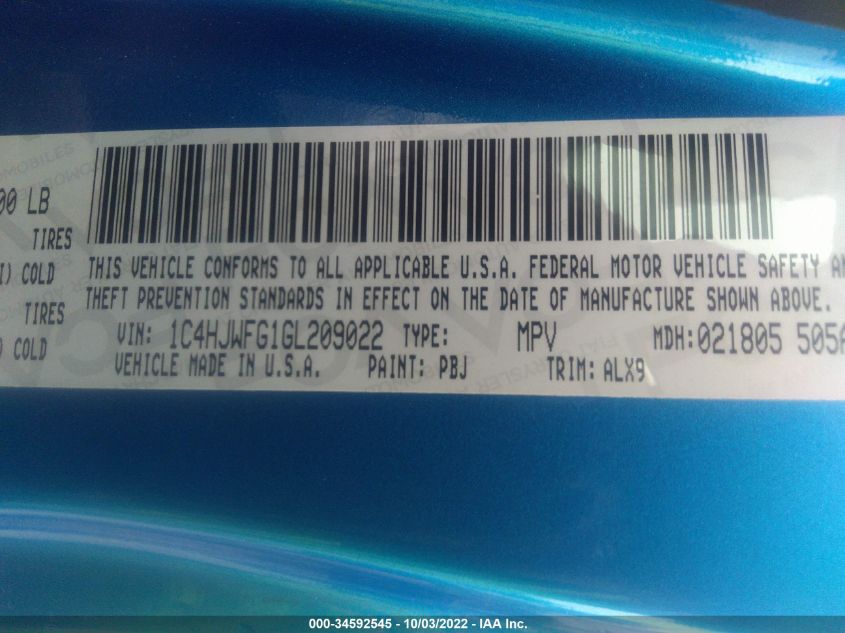 00 LB
TIRES
I) COLD
TIRES
) COLD
THIS VEHICLE CONFORMS TO ALL APPLICABLE U.S.A. FEDERAL MOTOR VEHICLE SAFETY AN
THEFT PREVENTION STANDARDS IN EFFECT ON THE DATE OF MANUFACTURE SHOWN ABOVE.
VIN: 1C4HJWFG1GL209022 TYPE: MPV MDH:021805 505A
VEHICLE MADE IN U.S.A. PAINT: PBJ TRIM: ALX9
000-34592545 - 10/03/2022 - IAA Inc.